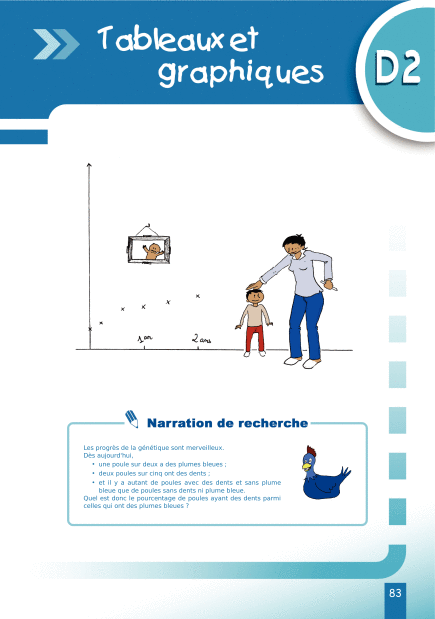 Tableaux et
graphiques
D2
1 an
2 ans
Narration de recherche
Les progrès de la génétique sont merveilleux.
Dès aujourd'hui,
• une poule sur deux a des plumes bleues ;
• deux poules sur cinq ont des dents ;
• et il y a autant de poules avec des dents et sans plume
bleue que de poules sans dents ni plume bleue.
Quel est donc le pourcentage de poules ayant des dents parmi
celles qui ont des plumes bleues ?
83